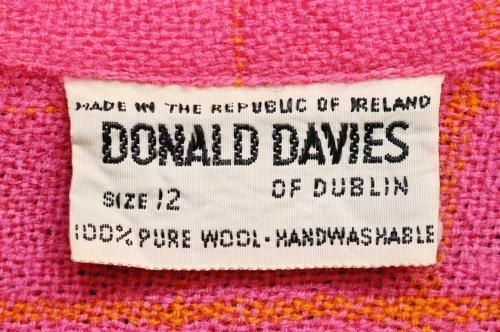 MADE IN THE REPUBLIC OF IRELAND
DONALD DAVIES
SIZE 12 OF DUBLIN
100% PURE WOOL · HANDWASHABLE